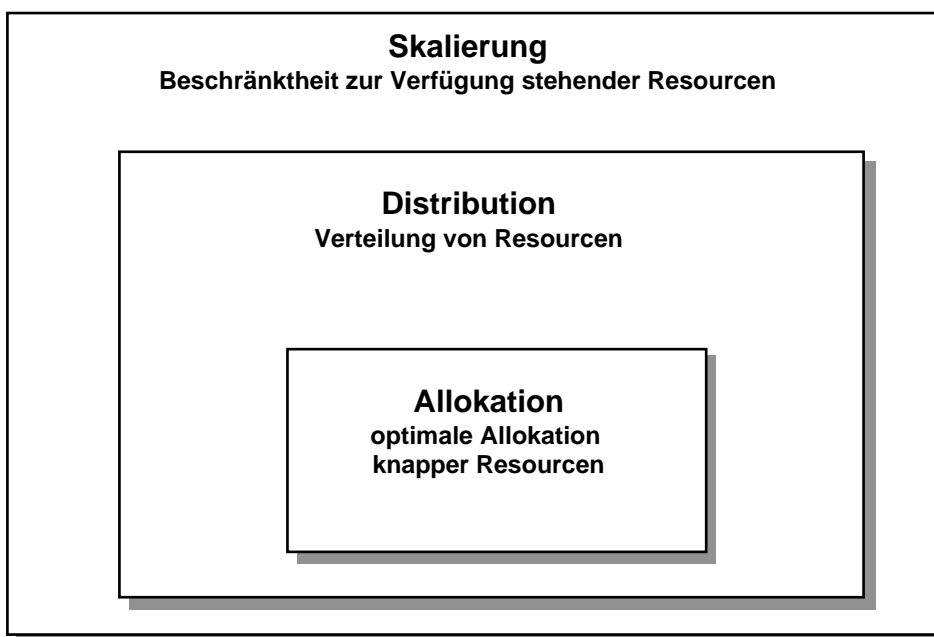 Skalierung
Beschränktheit zur Verfügung stehender Resourcen
Distribution
Verteilung von Resourcen
Allokation
optimale Allokation
knapper Resourcen